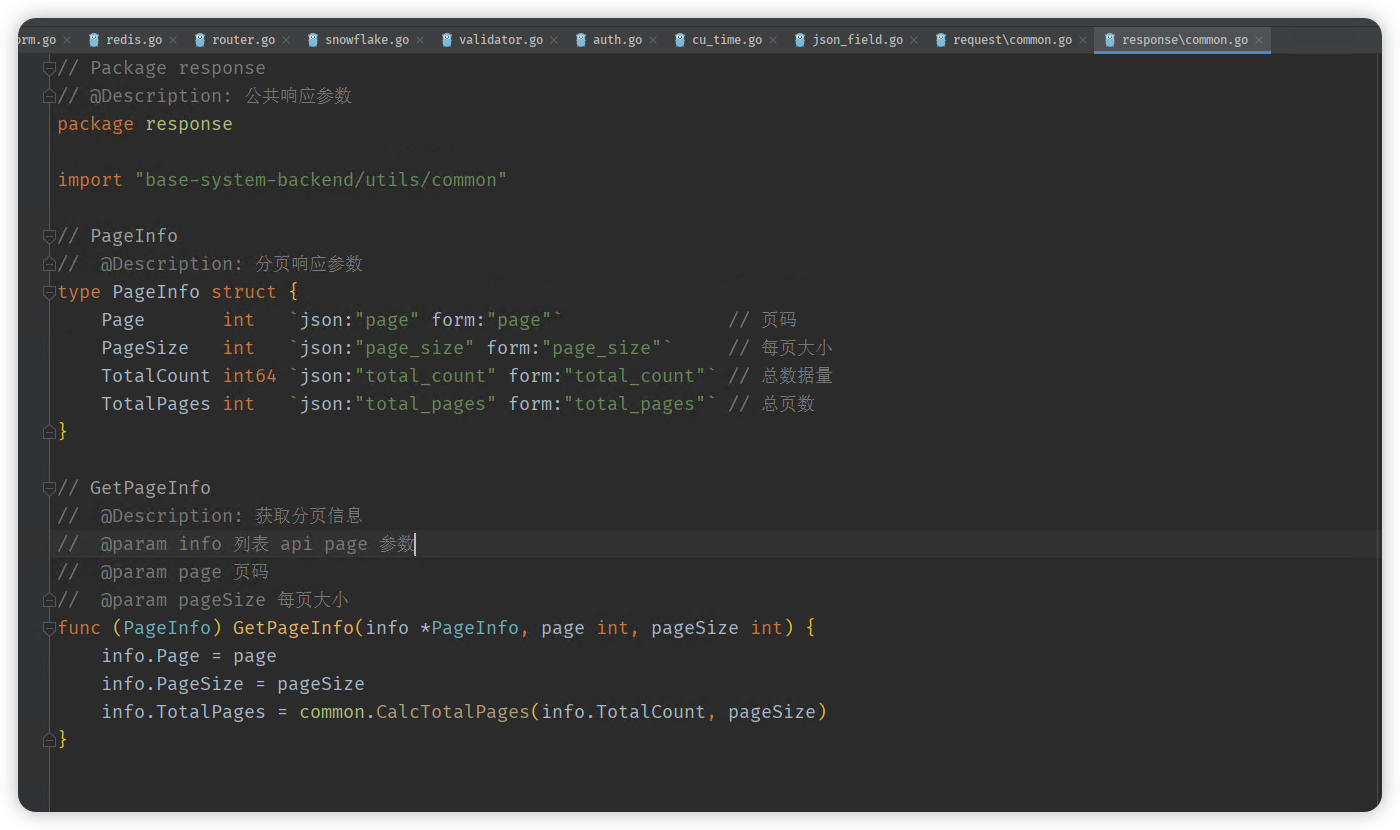 orm.go redis.go router.go snowflake.go validator.go auth.go cu_time.go json_field.go request\common.go response\common.go
// Package response
// @Description: 公共响应参数
package response
import "base-system-backend/utils/common"
// PageInfo
//  @Description: 分页响应参数
type PageInfo struct {
    Page       int   `json:"page" form:"page"`               // 页码
    PageSize   int   `json:"page_size" form:"page_size"`     // 每页大小
    TotalCount int64 `json:"total_count" form:"total_count"` // 总数据量
    TotalPages int   `json:"total_pages" form:"total_pages"` // 总页数
}
// GetPageInfo
//  @Description: 获取分页信息
//  @param info 列表 api page 参数
//  @param page 页码
//  @param pageSize 每页大小
func (PageInfo) GetPageInfo(info *PageInfo, page int, pageSize int) {
    info.Page = page
    info.PageSize = pageSize
    info.TotalPages = common.CalcTotalPages(info.TotalCount, pageSize)
}